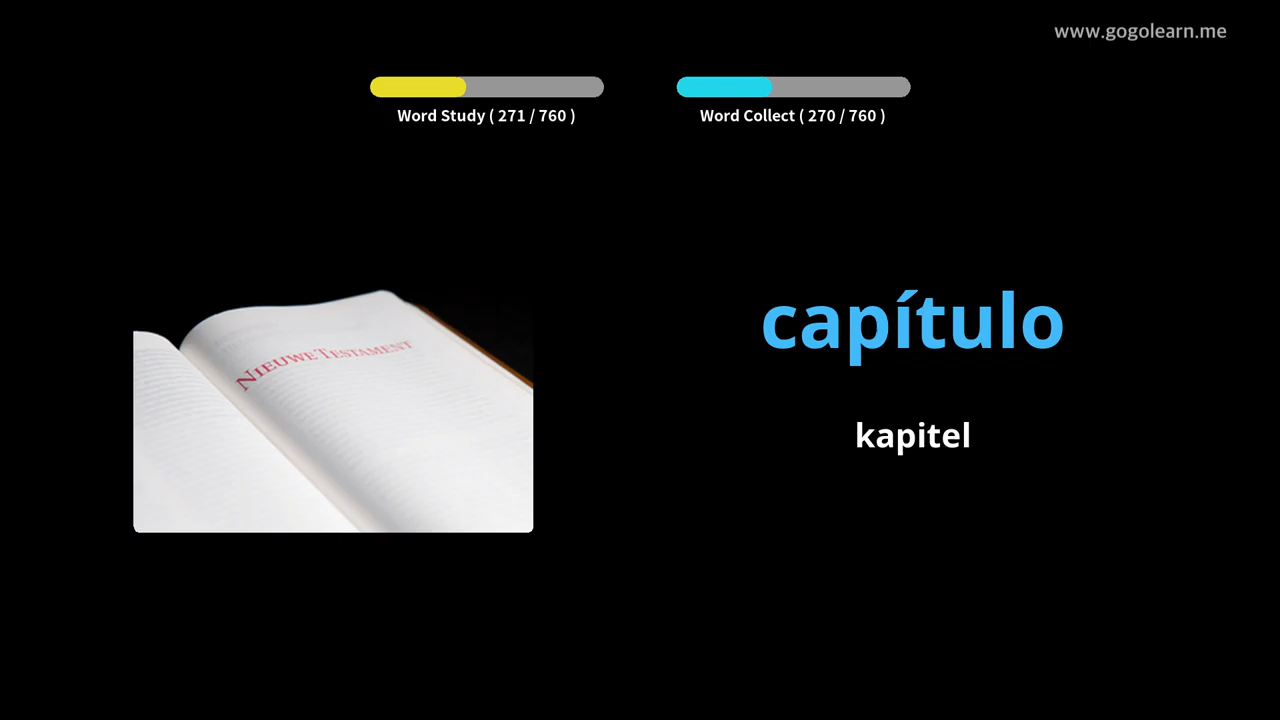 www.gogolearn.me
Word Study ( 271 / 760 )
Word Collect ( 270 / 760 )
NIEUWE TESTAMENT
capítulo
kapitel